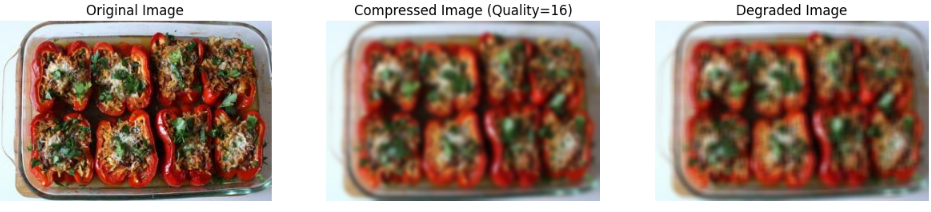 Original Image
Compressed Image (Quality=16)
Degraded Image